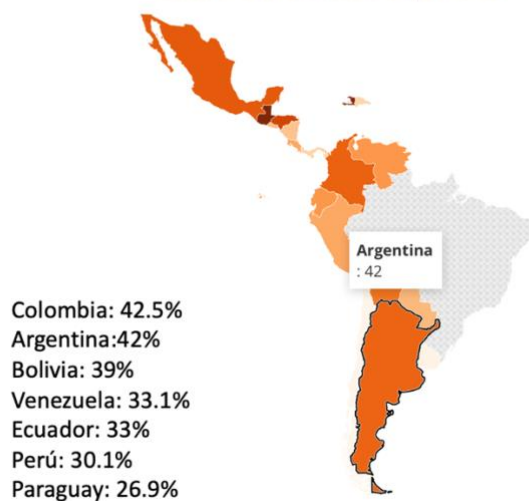 Argentina
: 42
Colombia: 42.5%
Argentina:42%
Bolivia: 39%
Venezuela: 33.1%
Ecuador: 33%
Perú: 30.1%
Paraguay: 26.9%